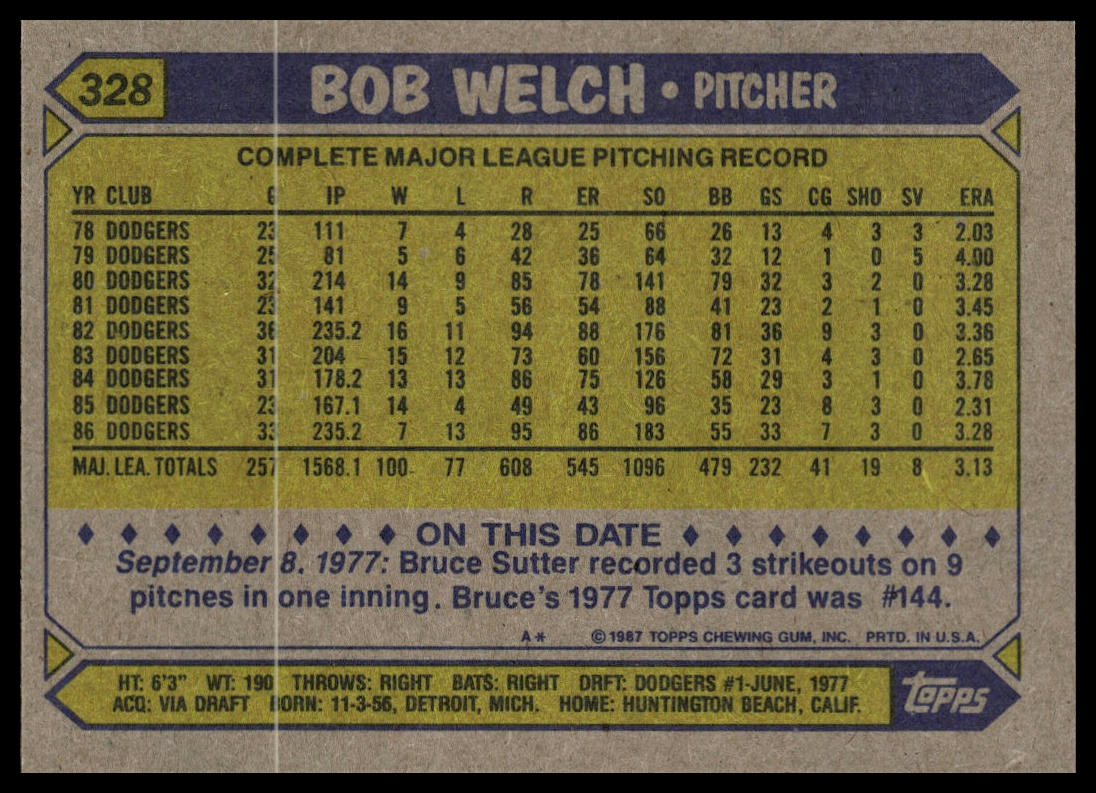 328
BOB WELCH • PITCHER
COMPLETE MAJOR LEAGUE PITCHING RECORD
YR CLUB G IP W L R ER SO BB GS CG SHO SV ERA
78 DODGERS 23 111 7 4 28 25 66 26 13 4 3 3 2.03
79 DODGERS 25 81 5 6 42 36 64 32 12 1 0 5 4.00
80 DODGERS 32 214 14 9 85 78 141 79 32 3 2 0 3.28
81 DODGERS 23 141 9 5 56 54 88 41 23 2 1 0 3.45
82 DODGERS 36 235.2 16 11 94 88 176 81 36 9 3 0 3.36
83 DODGERS 31 204 15 12 73 60 156 72 31 4 3 0 2.65
84 DODGERS 31 178.2 13 13 86 75 126 58 29 3 1 0 3.78
85 DODGERS 23 167.1 14 4 49 43 96 35 23 8 3 0 2.31
86 DODGERS 33 235.2 7 13 95 86 183 55 33 7 3 0 3.28
MAJ. LEA. TOTALS 257 1568.1 100 77 608 545 1096 479 232 41 19 8 3.13
ON THIS DATE
September 8, 1977: Bruce Sutter recorded 3 strikeouts on 9
pitches in one inning. Bruce's 1977 Topps card was #144.
A* ©1987 TOPPS CHEWING GUM, INC. PRTD. IN U.S.A.
HT: 6'3" WT: 190 THROWS: RIGHT BATS: RIGHT DRFT: DODGERS #1-JUNE, 1977
ACQ: VIA DRAFT BORN: 11-3-56, DETROIT, MICH. HOME: HUNTINGTON BEACH, CALIF.
topps